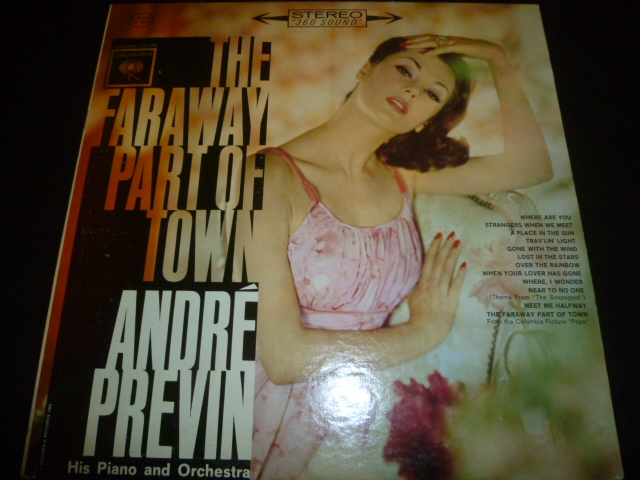 STEREO
"360 SOUND"
THE
FARAWAY
PART OF
TOWN
ANDRÉ
PREVIN
His Piano and Orchestra
WHERE ARE YOU
STRANGERS WHEN WE MEET
A PLACE IN THE SUN
TRAV'LIN' LIGHT
GONE WITH THE WIND
LOST IN THE STARS
OVER THE RAINBOW
WHEN YOUR LOVER HAS GONE
WHERE, I WONDER
NEAR TO NO ONE
(Theme from "The Scapegoat")
MEET ME HALFWAY
THE FARAWAY PART OF TOWN
From the Columbia Picture "Pepe"